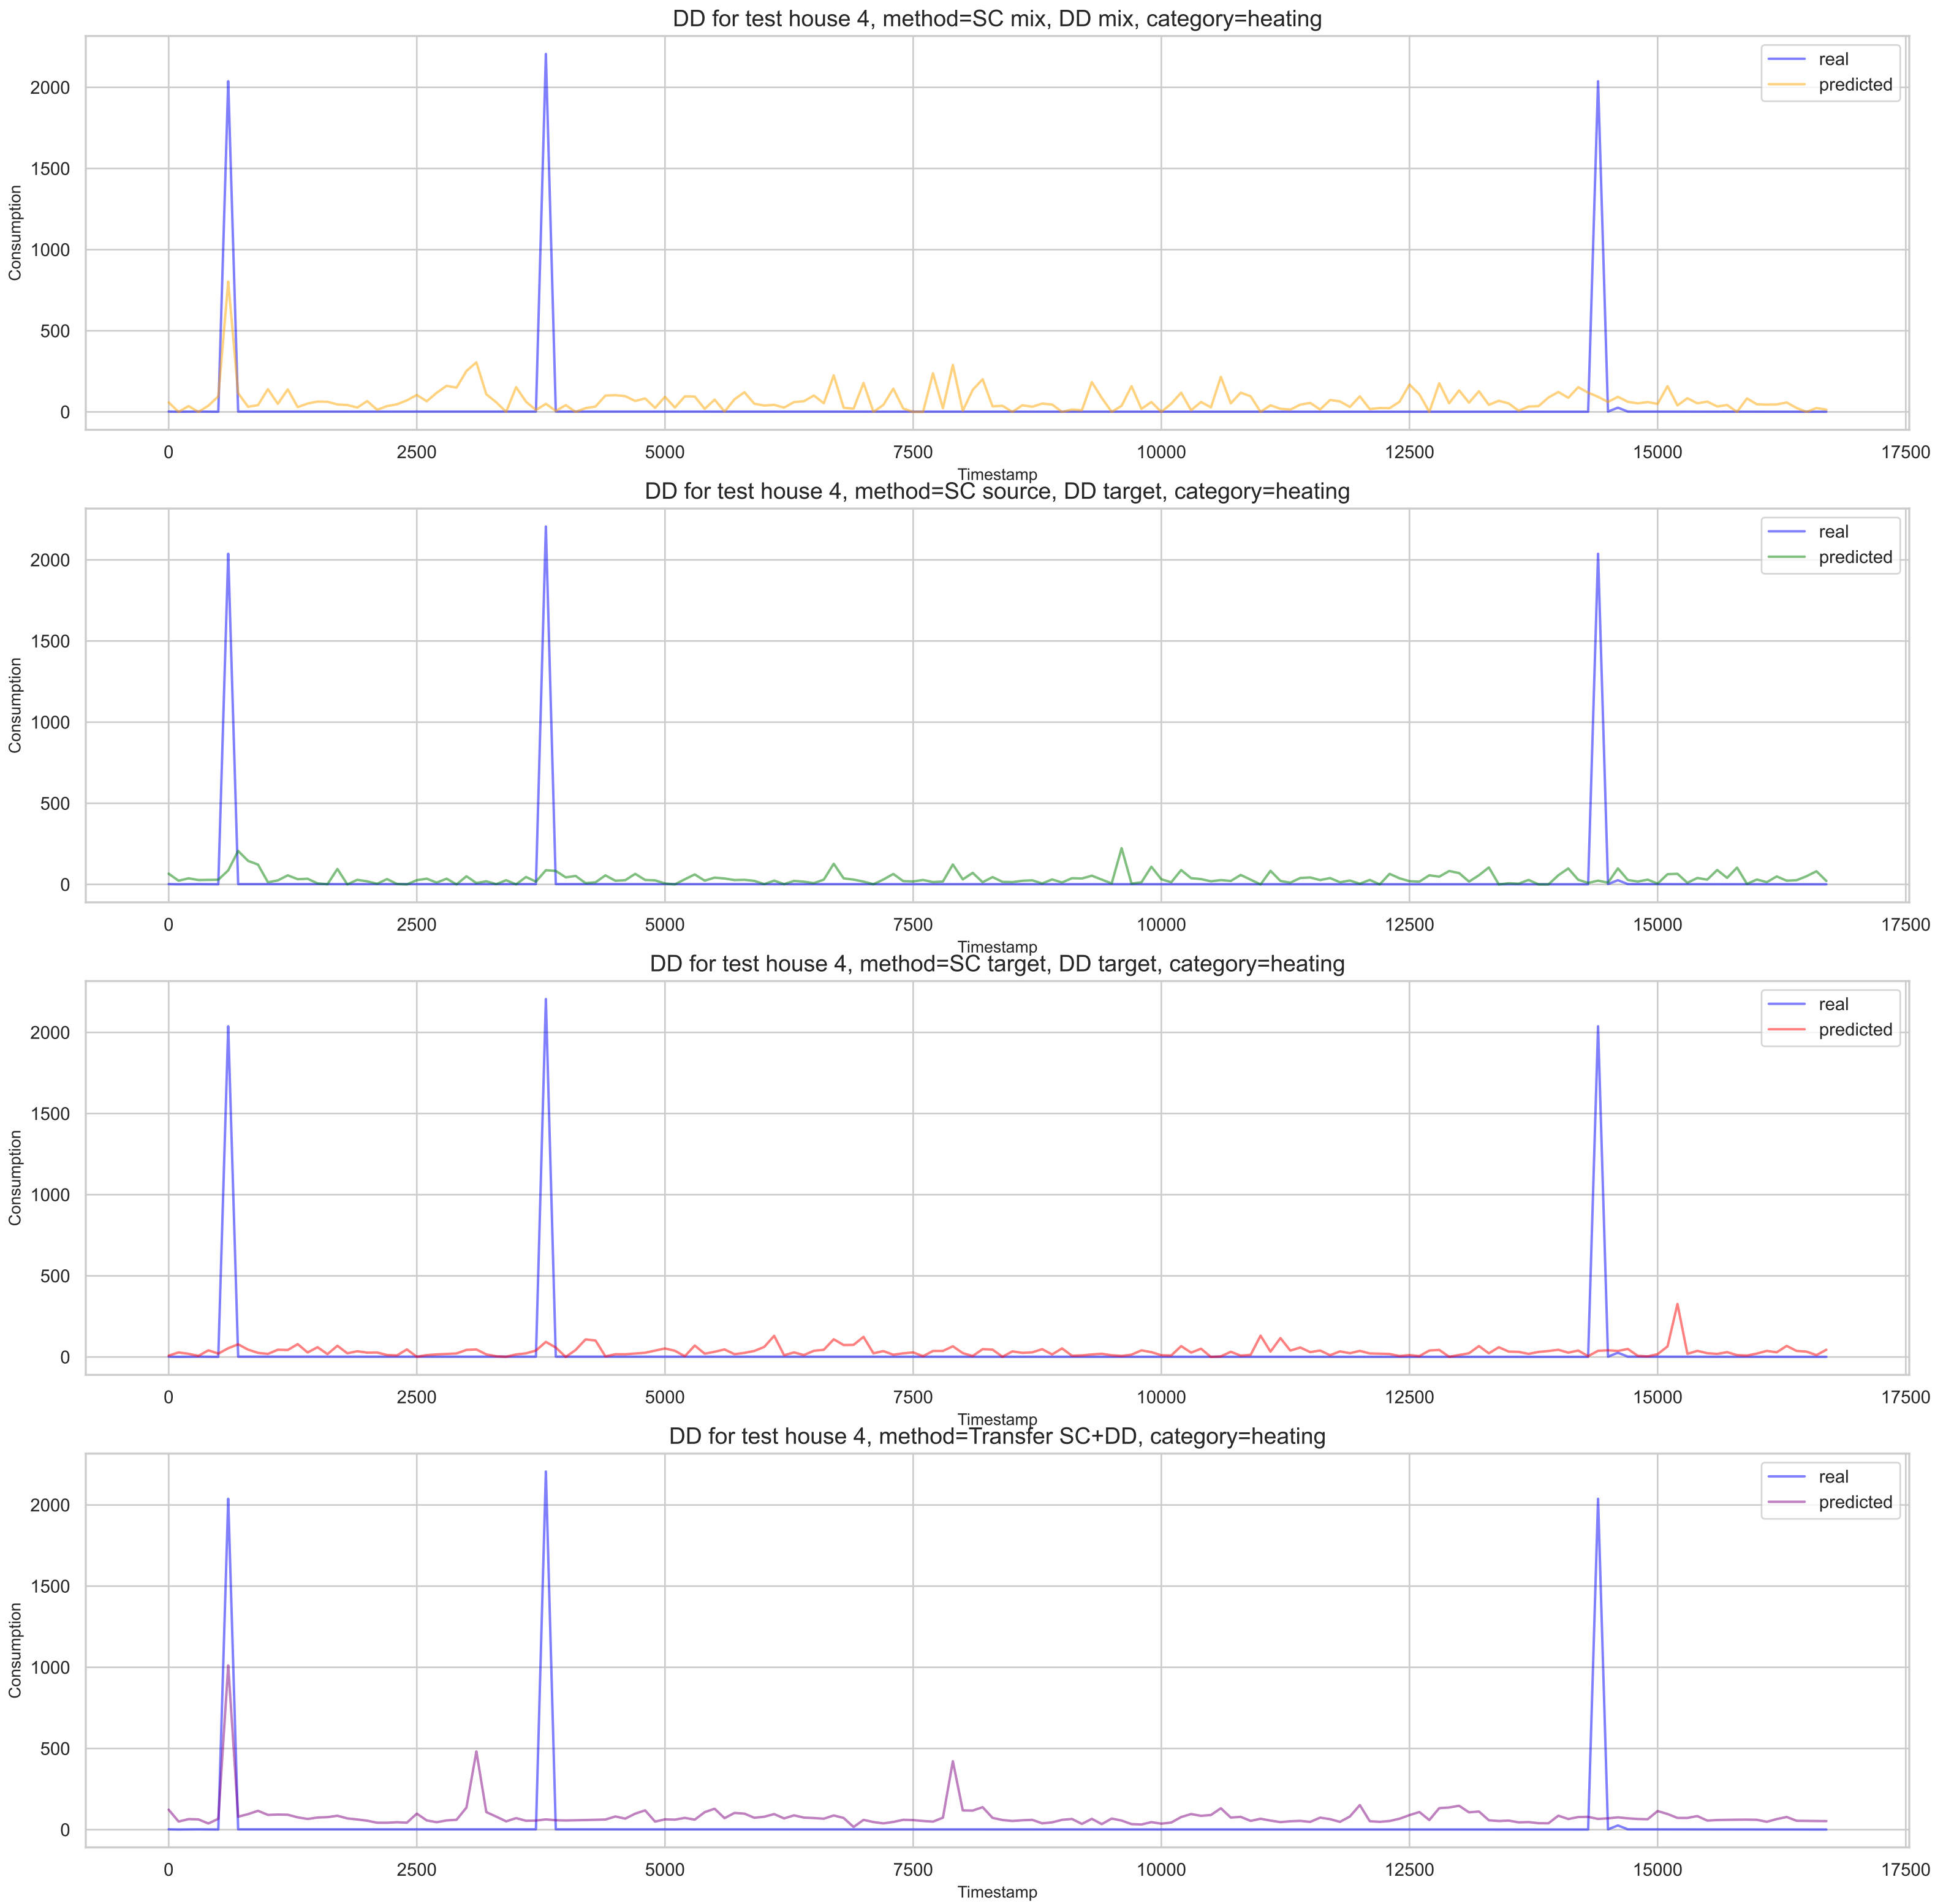 DD for test house 4, method=SC mix, DD mix, category=heating
real
predicted
2000
1500
1000
500
0
Consumption
0 2500 5000 7500 10000 12500 15000 17500
Timestamp
DD for test house 4, method=SC source, DD target, category=heating
real
predicted
2000
1500
1000
500
0
Consumption
0 2500 5000 7500 10000 12500 15000 17500
Timestamp
DD for test house 4, method=SC target, DD target, category=heating
real
predicted
2000
1500
1000
500
0
Consumption
0 2500 5000 7500 10000 12500 15000 17500
Timestamp
DD for test house 4, method=Transfer SC+DD, category=heating
real
predicted
2000
1500
1000
500
0
Consumption
0 2500 5000 7500 10000 12500 15000 17500
Timestamp